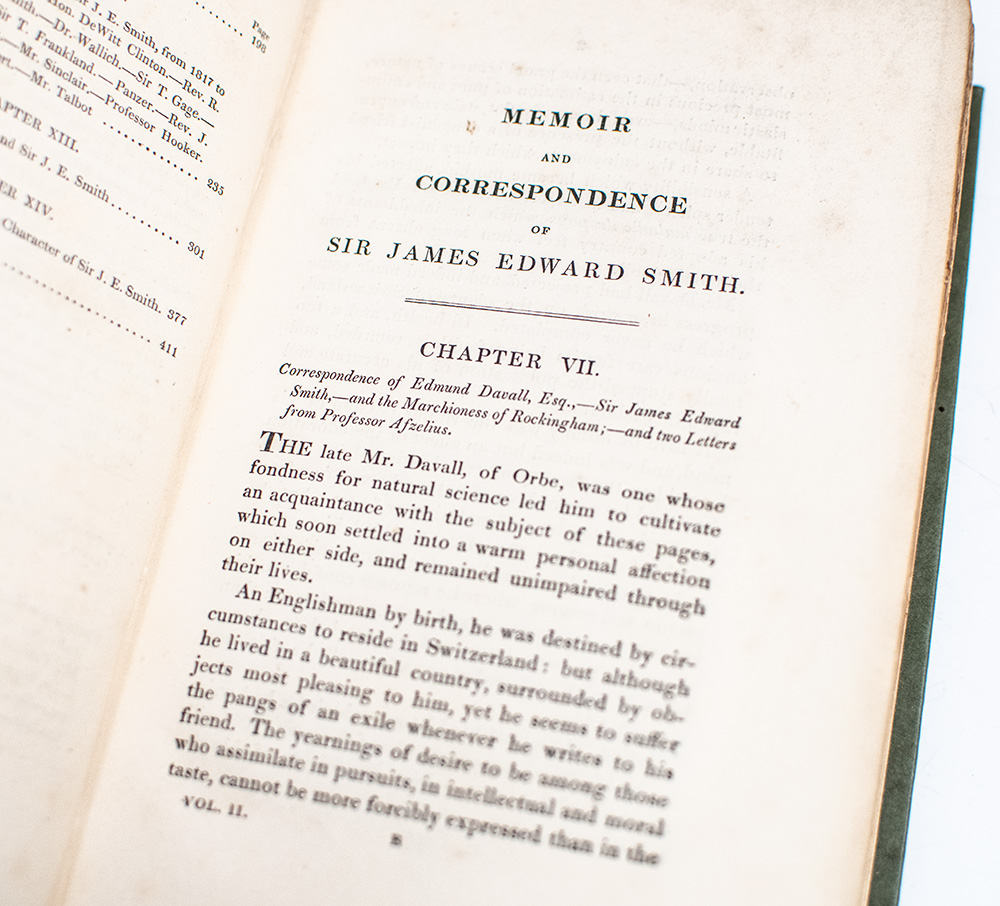 Page
. . . . . . . . 198
J. E. Smith, from 1817 to
Hon. DeWitt Clinton.—Rev. R.
Dr. Wallich.—Sir T. Gage.—
Sir T. Frankland.—Panzer.—Rev. J.
Mr. Sinclair.—Professor Hooker.
Mr. Talbot . . . . . . . . . . . . . . . 235
CHAPTER XIII.
and Sir J. E. Smith . . . . . . . . . . 301
XIV.
Character of Sir J. E. Smith. 377
. . . . . . . . . . . . . . . . 411
MEMOIR
AND
CORRESPONDENCE
OF
SIR JAMES EDWARD SMITH.
CHAPTER VII.
Correspondence of Edmund Davall, Esq.,—Sir James Edward
Smith,—and the Marchioness of Rockingham;—and two Letters
from Professor Afzelius.
THE late Mr. Davall, of Orbe, was one whose
fondness for natural science led him to cultivate
an acquaintance with the subject of these pages,
which soon settled into a warm personal affection
on either side, and remained unimpaired through
their lives.
An Englishman by birth, he was destined by cir-
cumstances to reside in Switzerland: but although
he lived in a beautiful country, surrounded by ob-
jects most pleasing to him, yet he seems to suffer
the pangs of an exile whenever he writes to his
friend. The yearnings of desire to be among those
who assimilate in pursuits, in intellectual and moral
taste, cannot be more forcibly expressed than in the
VOL. II.
B